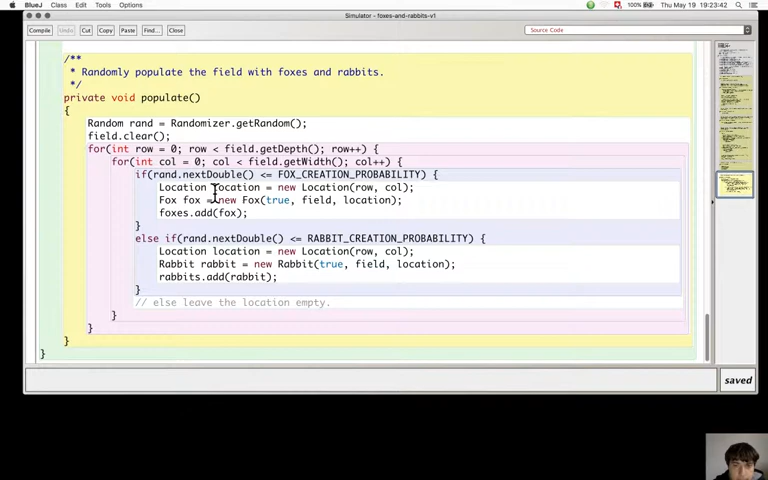 BlueJ Class Edit Tools Options 100% Thu May 19 19:23:42
Simulator - foxes-and-rabbits-v1
Compile Undo Cut Copy Paste Find... Close Source Code
/**
* Randomly populate the field with foxes and rabbits.
*/
private void populate()
{
Random rand = Randomizer.getRandom();
field.clear();
for(int row = 0; row < field.getDepth(); row++) {
for(int col = 0; col < field.getWidth(); col++) {
if(rand.nextDouble() <= FOX_CREATION_PROBABILITY) {
Location location = new Location(row, col);
Fox fox = new Fox(true, field, location);
foxes.add(fox);
}
else if(rand.nextDouble() <= RABBIT_CREATION_PROBABILITY) {
Location location = new Location(row, col);
Rabbit rabbit = new Rabbit(true, field, location);
rabbits.add(rabbit);
}
// else leave the location empty.
}
}
}
}
saved